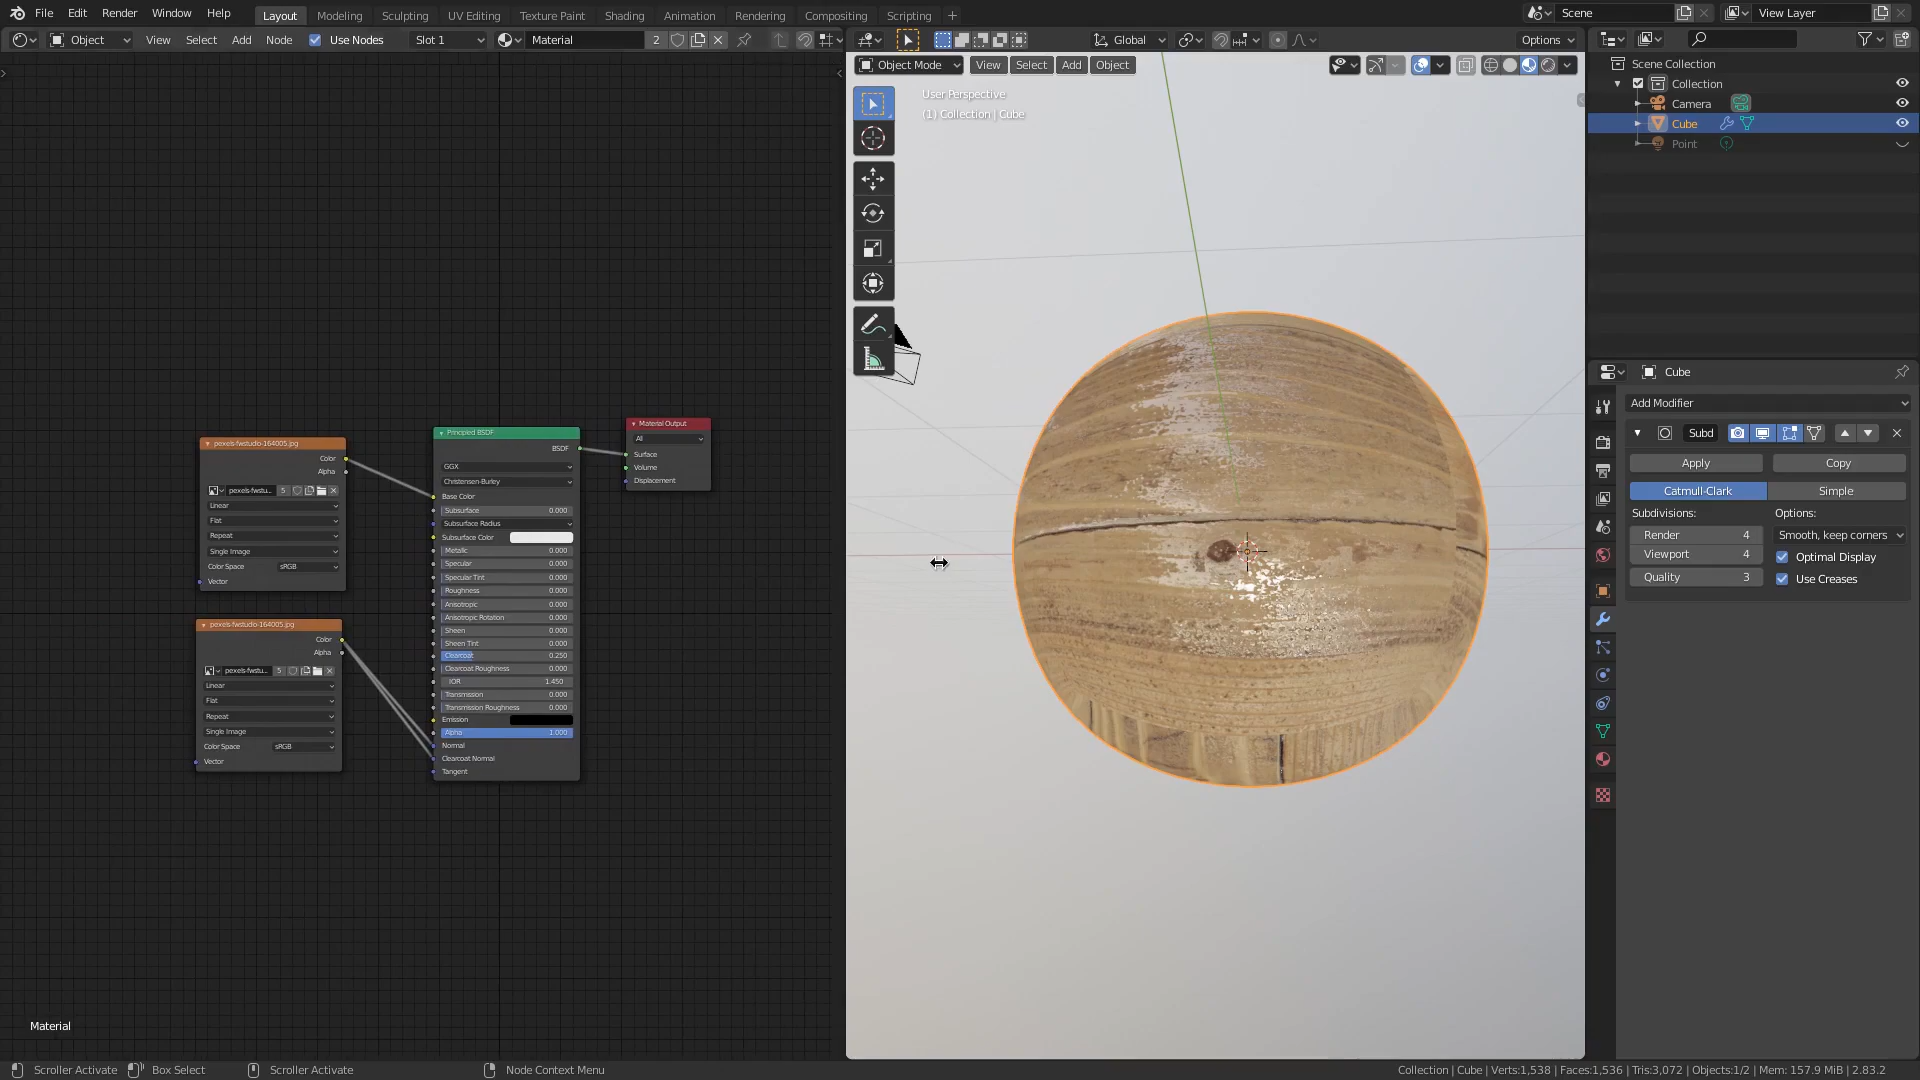 File Edit Render Window Help Layout Modeling Sculpting UV Editing Texture Paint Shading Animation Rendering Compositing Scripting + Scene View Layer
Object View Select Add Node Use Nodes Slot 1 Material 2 Global Options
Object Mode View Select Add Object
User Perspective
(1) Collection | Cube
Scene Collection
Collection
Camera
Cube
Point
pexels-fwstudio-164005.jpg
Color
Alpha
pexels-fwstu... 5
Linear
Flat
Repeat
Single Image
Color Space sRGB
Vector
pexels-fwstudio-164005.jpg
Color
Alpha
pexels-fwstu... 5
Linear
Flat
Repeat
Single Image
Color Space sRGB
Vector
Principled BSDF
BSDF
GGX
Christensen-Burley
Base Color
Subsurface 0.000
Subsurface Radius
Subsurface Color
Metallic 0.000
Specular 0.000
Specular Tint 0.000
Roughness 0.000
Anisotropic 0.000
Anisotropic Rotation 0.000
Sheen 0.000
Sheen Tint 0.000
Clearcoat 0.250
Clearcoat Roughness 0.000
IOR 1.450
Transmission 0.000
Transmission Roughness 0.000
Emission
Alpha 1.000
Normal
Clearcoat Normal
Tangent
Material Output
All
Surface
Volume
Displacement
Cube
Add Modifier
Subd
Apply Copy
Catmull-Clark Simple
Subdivisions: Options:
Render 4 Smooth, keep corners
Viewport 4 Optimal Display
Quality 3 Use Creases
Material
Scroller Activate Box Select Scroller Activate Node Context Menu Collection | Cube | Verts:1,538 | Faces:1,536 | Tris:3,072 | Objects:1/2 | Mem: 157.9 MiB | 2.83.2